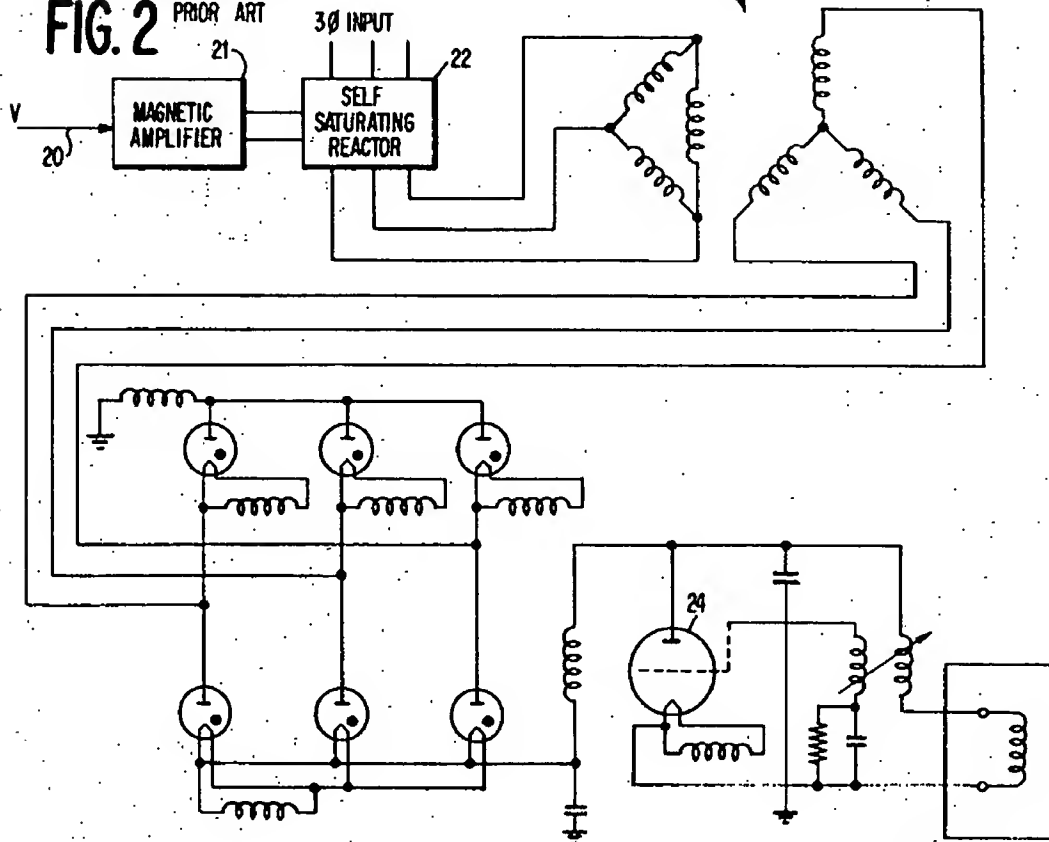 FIG. 2 PRIOR ART
3Ø INPUT
21
22
V
20
MAGNETIC
AMPLIFIER
SELF
SATURATING
REACTOR
24